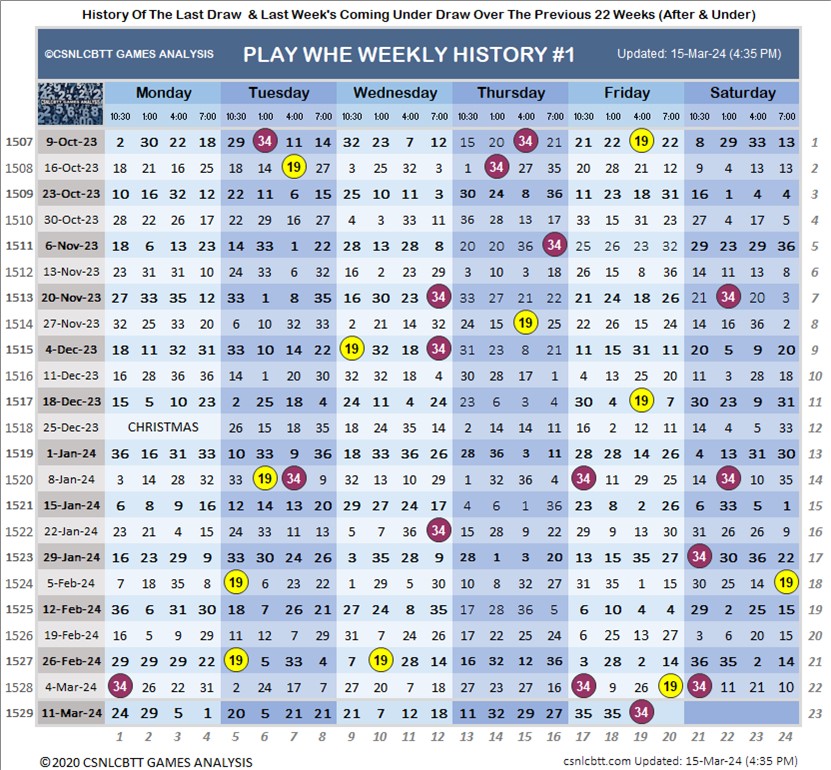 History Of The Last Draw & Last Week's Coming Under Draw Over The Previous 22 Weeks (After & Under)
©CSNLCBTT GAMES ANALYSIS PLAY WHE WEEKLY HISTORY #1 Updated: 15-Mar-24 (4:35 PM)
CSNLCBTT GAMES ANALYSIS Monday Tuesday Wednesday Thursday Friday Saturday
10:30 1:00 4:00 7:00 10:30 1:00 4:00 7:00 10:30 1:00 4:00 7:00 10:30 1:00 4:00 7:00 10:30 1:00 4:00 7:00 10:30 1:00 4:00 7:00
1507 9-Oct-23 2 30 22 18 29 34 11 14 32 23 7 12 15 20 34 21 21 22 19 22 8 29 33 13 1
1508 16-Oct-23 18 21 16 25 18 14 19 27 3 25 32 3 1 34 27 35 20 28 21 12 9 4 13 13 2
1509 23-Oct-23 10 16 32 12 22 11 6 15 25 10 11 3 30 24 8 36 11 23 18 31 16 1 4 4 3
1510 30-Oct-23 28 22 26 17 22 29 16 27 4 3 33 11 36 28 13 17 33 15 31 23 27 4 17 5 4
1511 6-Nov-23 18 6 13 23 14 33 1 22 28 13 28 8 20 20 36 34 25 26 23 32 29 23 29 36 5
1512 13-Nov-23 23 31 31 10 24 33 6 32 16 2 23 29 3 10 3 18 26 15 8 36 14 11 13 8 6
1513 20-Nov-23 27 33 35 12 33 1 8 35 16 30 23 34 33 27 21 22 21 24 18 26 21 34 20 3 7
1514 27-Nov-23 32 25 33 20 6 10 32 33 2 21 14 32 24 15 19 25 22 26 15 24 14 16 36 2 8
1515 4-Dec-23 18 11 32 31 33 10 14 22 19 32 18 34 31 23 8 21 11 15 31 11 20 5 9 20 9
1516 11-Dec-23 16 28 36 36 14 1 20 30 32 32 18 4 30 28 17 1 4 13 25 20 11 3 28 18 10
1517 18-Dec-23 15 5 10 23 2 25 18 4 24 11 4 24 23 6 3 4 30 4 19 7 30 23 9 31 11
1518 25-Dec-23 CHRISTMAS 26 15 18 35 18 24 35 14 2 14 14 11 16 2 12 11 14 4 5 33 12
1519 1-Jan-24 36 16 31 33 10 33 9 36 18 33 36 26 28 36 3 11 28 28 14 26 4 13 31 30 13
1520 8-Jan-24 3 14 28 32 33 19 34 9 32 13 10 29 1 32 36 4 34 11 29 25 14 34 10 35 14
1521 15-Jan-24 6 8 9 16 12 14 13 20 29 27 24 17 4 6 1 36 23 8 2 26 6 33 5 1 15
1522 22-Jan-24 23 21 4 15 24 33 11 13 5 7 36 34 15 28 9 22 29 9 13 30 31 26 26 9 16
1523 29-Jan-24 16 23 29 9 33 30 24 26 3 35 28 9 28 1 3 20 13 15 35 27 34 30 36 22 17
1524 5-Feb-24 7 18 35 8 19 6 23 22 1 29 5 30 10 8 32 27 31 35 1 15 30 25 14 19 18
1525 12-Feb-24 36 6 31 30 18 7 26 21 27 24 8 35 17 28 36 5 6 10 4 4 29 2 25 15 19
1526 19-Feb-24 16 5 9 29 11 12 7 29 31 7 24 26 17 22 25 24 6 25 13 27 3 6 20 15 20
1527 26-Feb-24 29 29 29 22 19 5 33 4 7 19 28 14 16 32 12 36 3 28 2 14 36 35 2 14 21
1528 4-Mar-24 34 26 22 31 2 24 17 7 27 20 7 18 27 23 27 16 34 9 26 19 34 11 21 10 22
1529 11-Mar-24 24 29 5 1 20 5 21 21 21 7 12 18 11 32 29 27 35 35 34 23
1 2 3 4 5 6 7 8 9 10 11 12 13 14 15 16 17 18 19 20 21 22 23 24
©2020 CSNLCBTT GAMES ANALYSIS csnlcbtt.com Updated: 15-Mar-24 (4:35 PM)